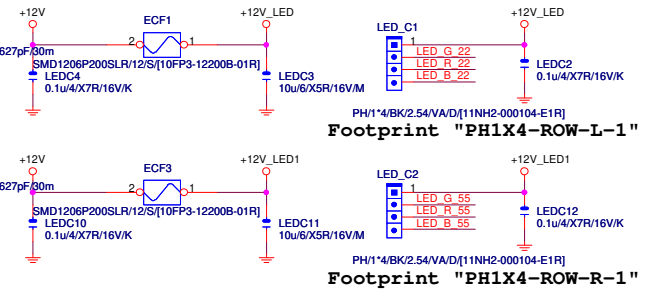 +12V
ECF1
+12V_LED
+12V_LED
LED_C1
2
1
1
LED_G_22
LED_R_22
LED_B_22
627pF/30m
SMD1206P200SLR/12/S/[10FP3-12200B-01R]
LEDC4
0.1u/4/X7R/16V/K
LEDC3
10u/6/X5R/16V/M
LEDC2
0.1u/4/X7R/16V/K
PH/1*4/BK/2.54/VA/D/[11NH2-000104-E1R]
Footprint "PH1X4-ROW-L-1"
+12V
ECF3
+12V_LED1
+12V_LED1
LED_C2
2
1
1
LED_G_55
LED_R_55
LED_B_55
627pF/30m
SMD1206P200SLR/12/S/[10FP3-12200B-01R]
LEDC10
0.1u/4/X7R/16V/K
LEDC11
10u/6/X5R/16V/M
LEDC12
0.1u/4/X7R/16V/K
PH/1*4/BK/2.54/VA/D/[11NH2-000104-E1R]
Footprint "PH1X4-ROW-R-1"